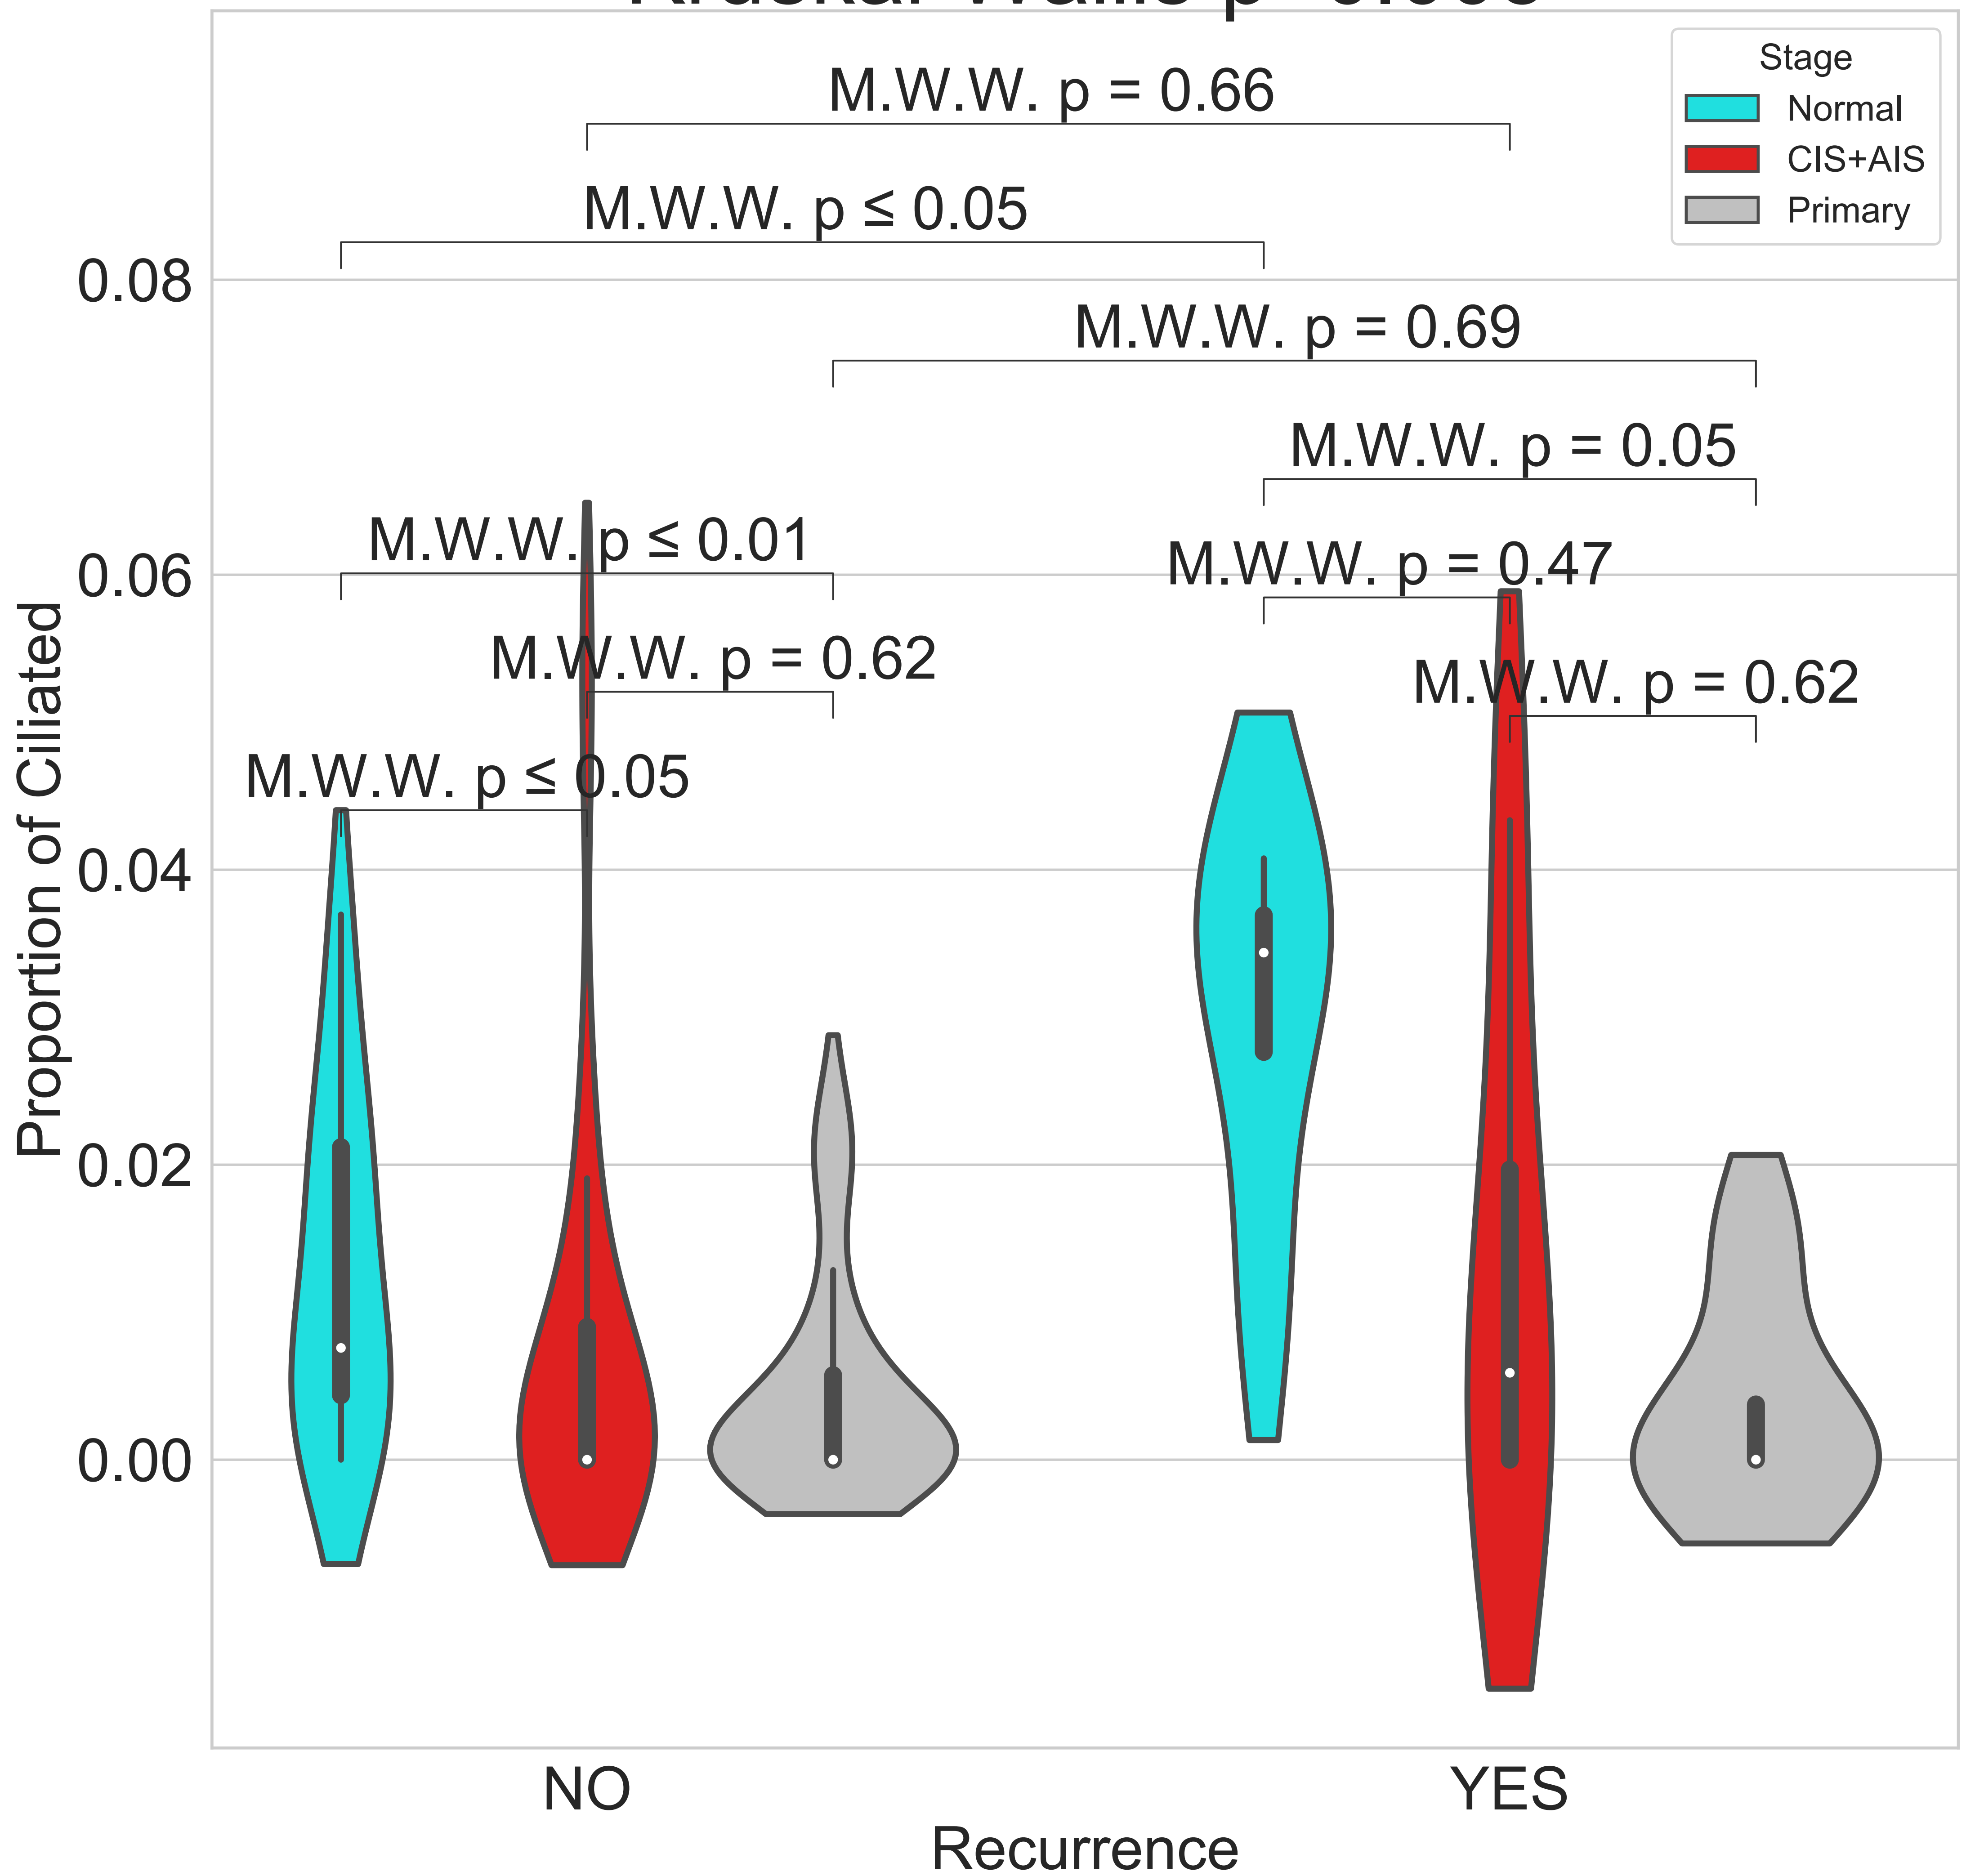 Stage
Normal
CIS+AIS
Primary
M.W.W. p = 0.66
M.W.W. p ≤ 0.05
M.W.W. p = 0.69
M.W.W. p = 0.05
M.W.W. p ≤ 0.01
M.W.W. p = 0.47
M.W.W. p = 0.62
M.W.W. p = 0.62
M.W.W. p ≤ 0.05
0.08
0.06
0.04
0.02
0.00
Proportion of Ciliated
NO
YES
Recurrence